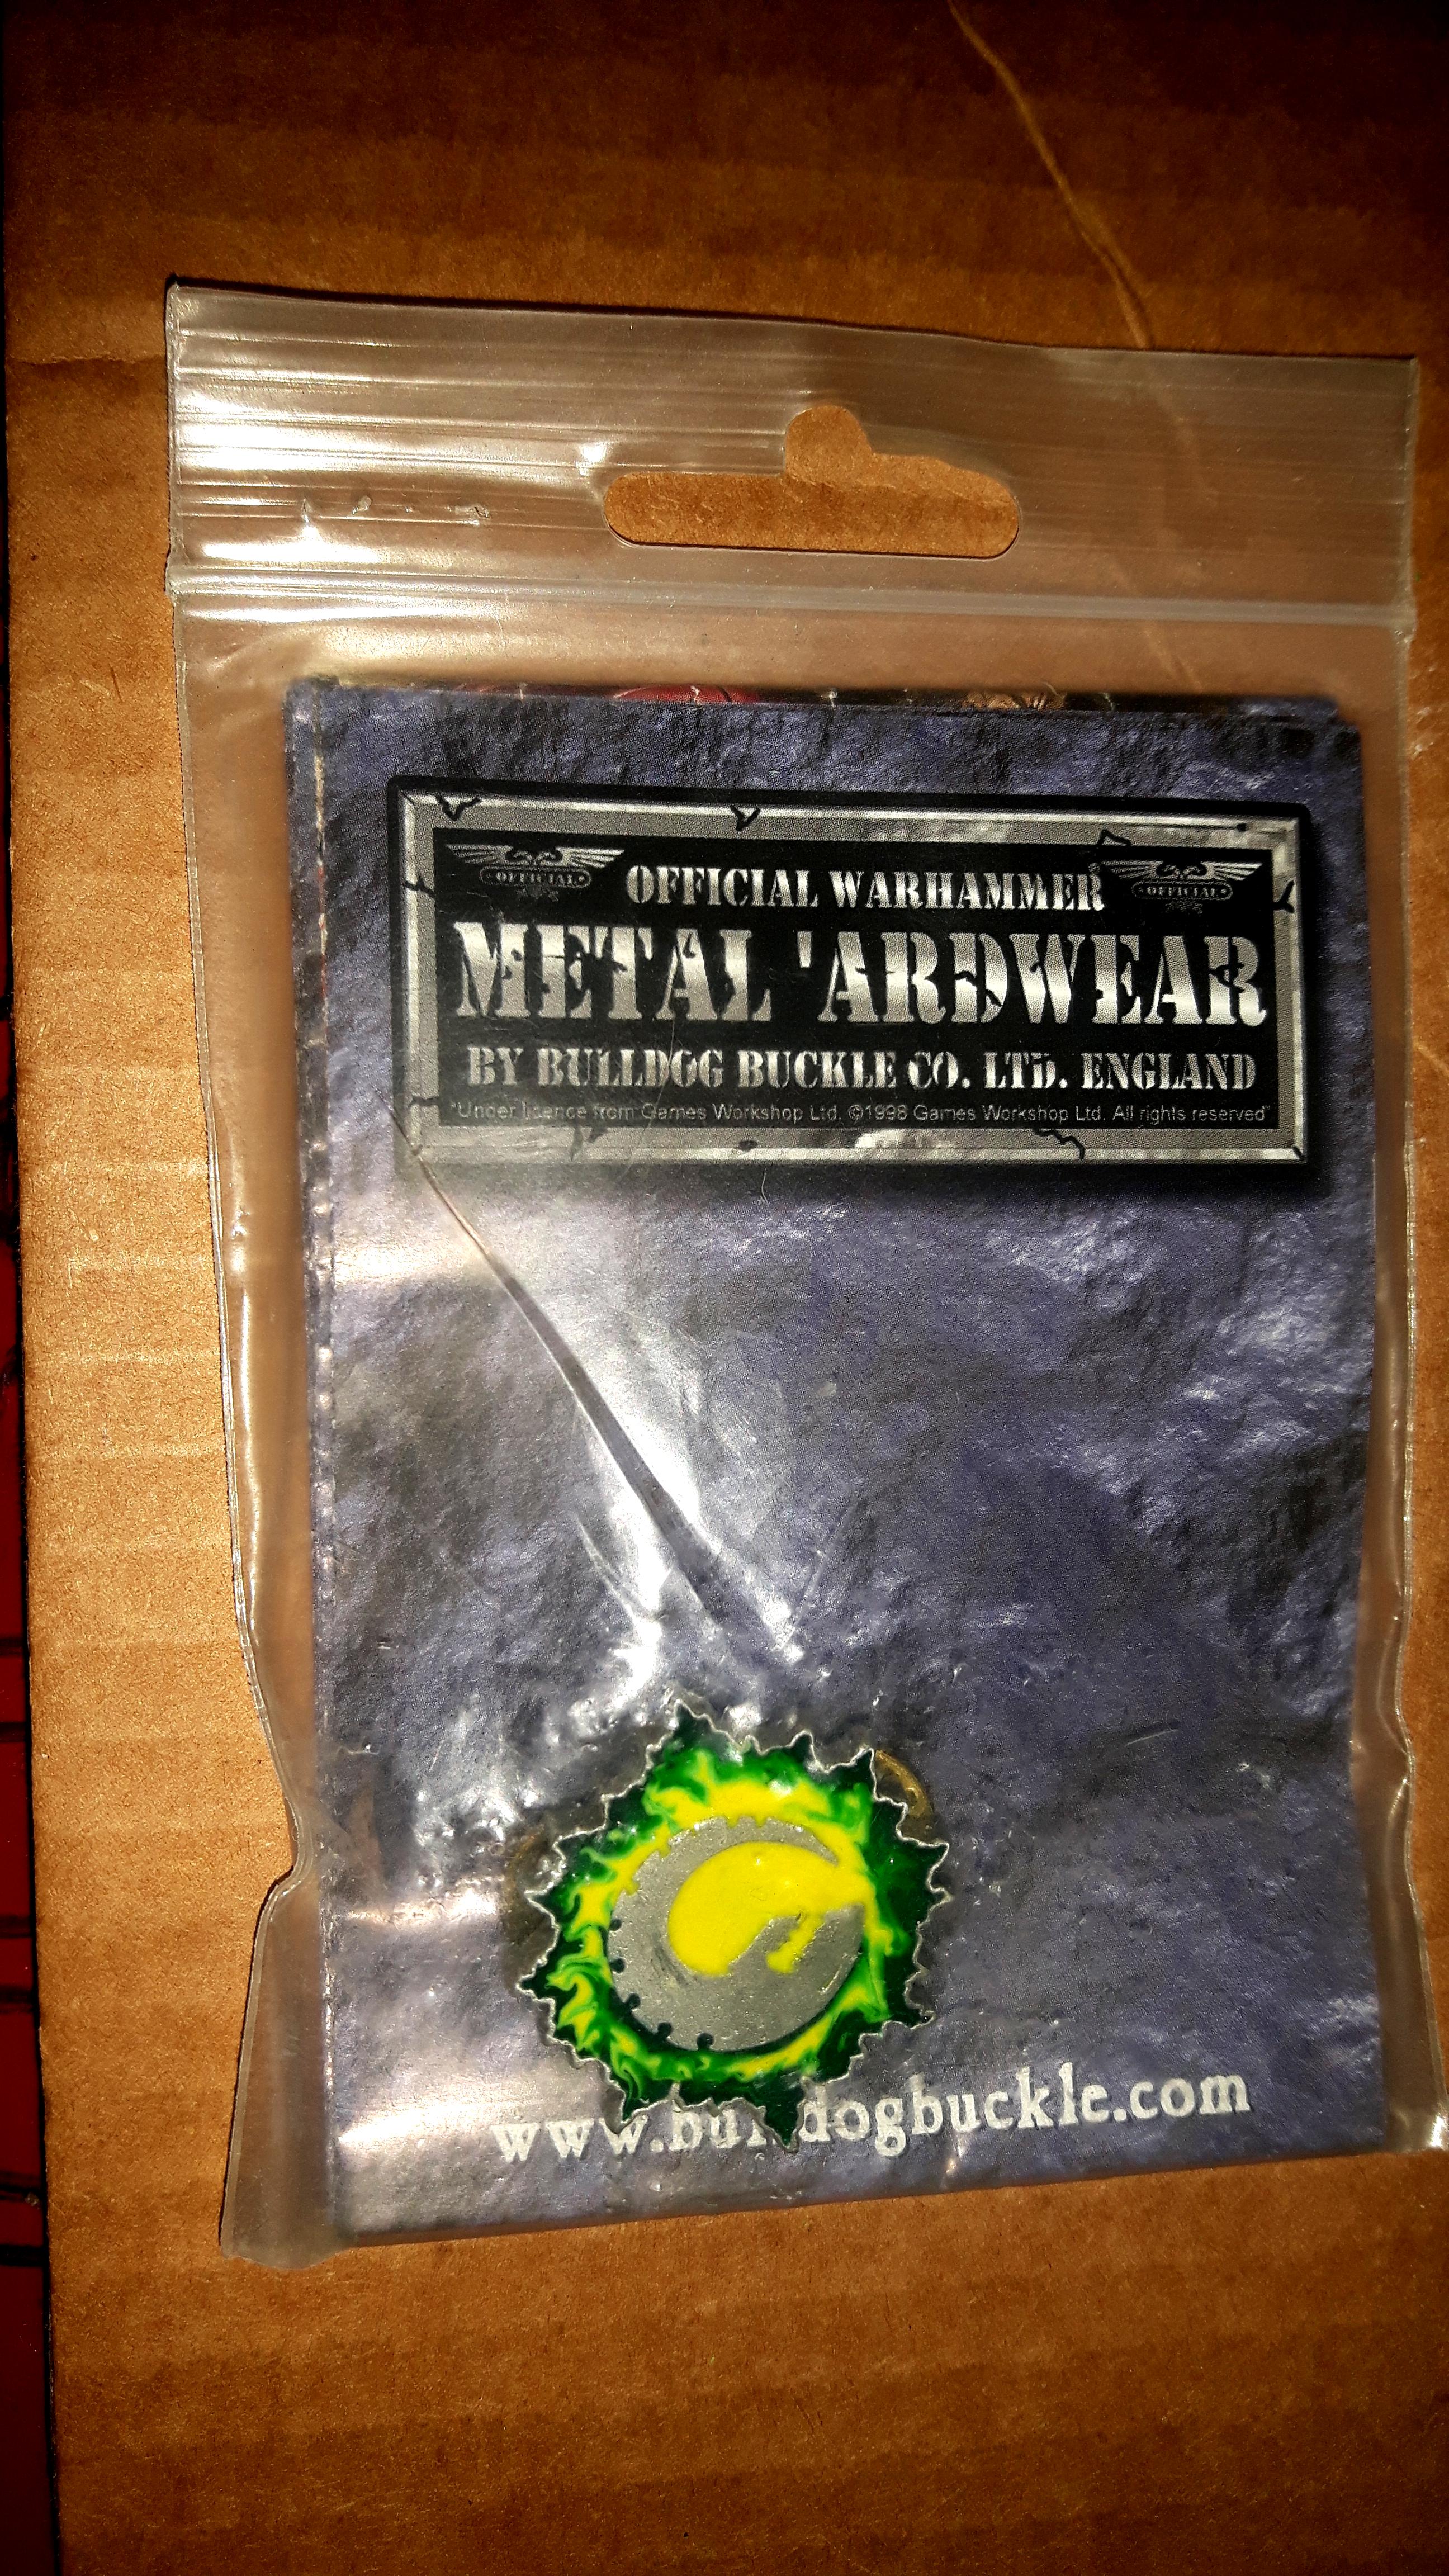 OFFICIAL OFFICIAL
OFFICIAL WARHAMMER
METAL 'ARDWEAR
BY BULLDOG BUCKLE CO. LTD. ENGLAND
"Under licence from Games Workshop Ltd. ©1998 Games Workshop Ltd. All rights reserved"
www.bulldogbuckle.com